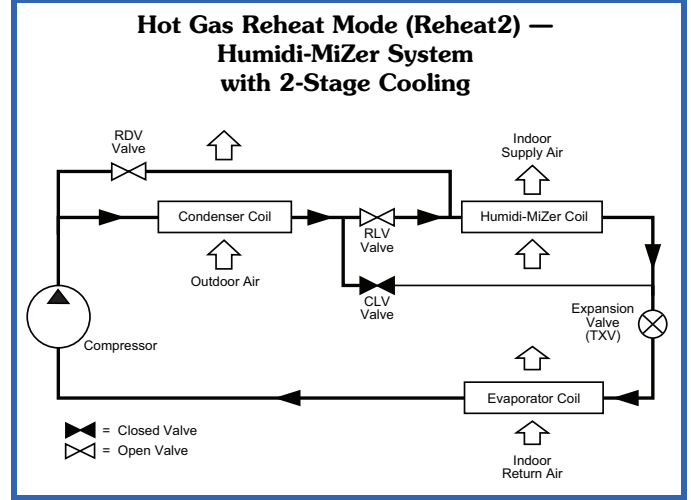 Hot Gas Reheat Mode (Reheat2) —
Humidi-MiZer System
with 2-Stage Cooling
RDV
Valve
Indoor
Supply Air
Condenser Coil
Humidi-MiZer Coil
RLV
Valve
Outdoor Air
CLV
Valve
Expansion
Valve
(TXV)
Compressor
Evaporator Coil
= Closed Valve
= Open Valve
Indoor
Return Air